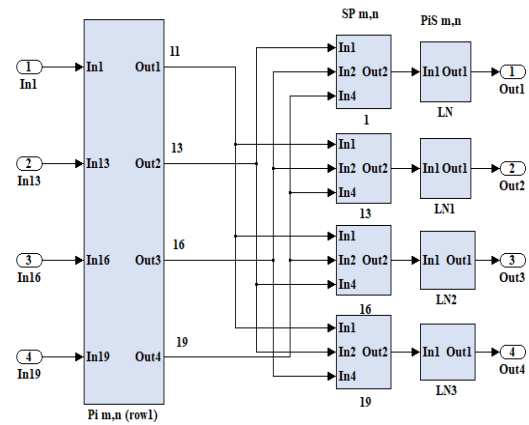 SP m,n
PiS m,n
11
1
In1
In1 Out1
In1
In2 Out2
In4
1
In1 Out1
LN
1
Out1
13
2
In13
In13 Out2
In1
In2 Out2
In4
13
In1 Out1
LN1
2
Out2
16
3
In16
In16 Out3
In1
In2 Out2
In4
16
In1 Out1
LN2
3
Out3
19
4
In19
In19 Out4
In1
In2 Out2
In4
19
In1 Out1
LN3
4
Out4
Pi m,n (row1)